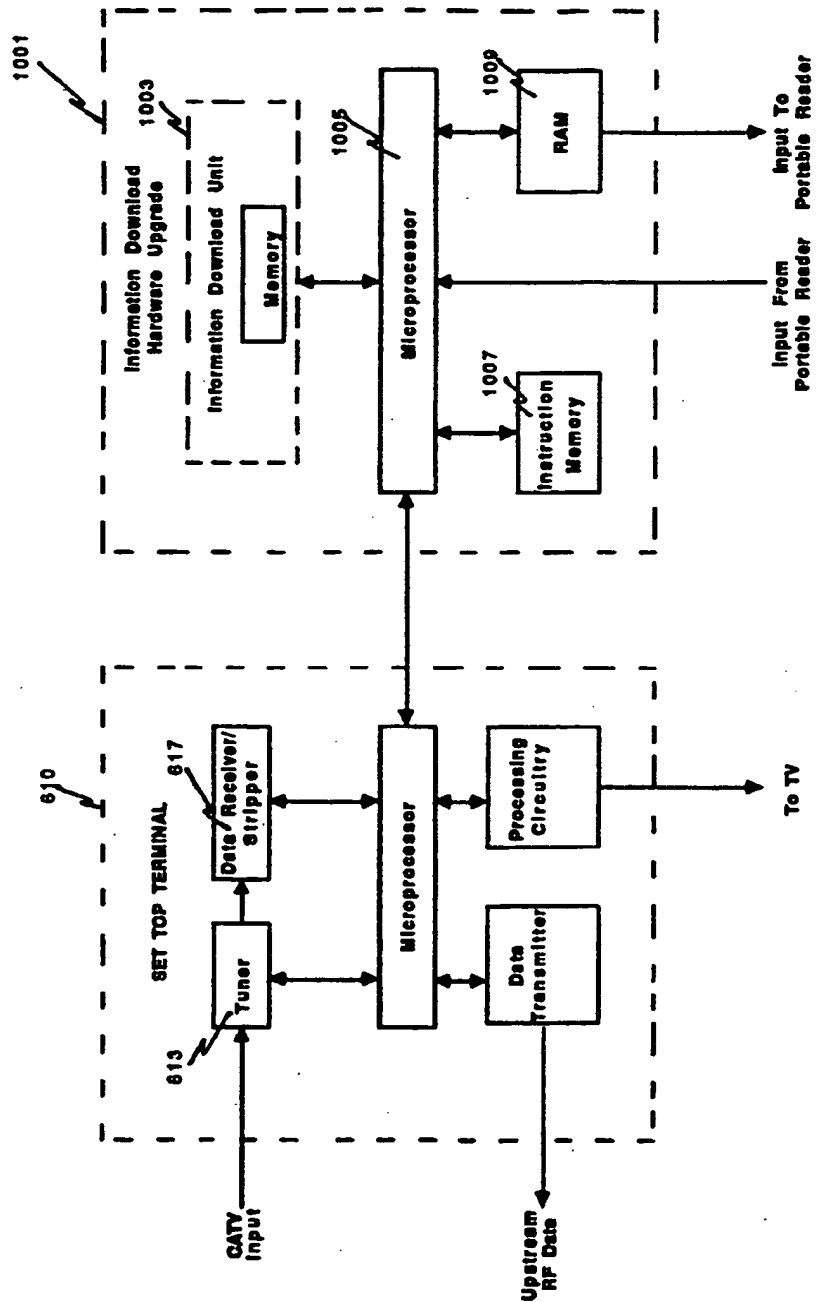 610
SET TOP TERMINAL
613
Tuner
617
Data Receiver/
Stripper
Microprocessor
Data
Transmitter
Processing
Circuitry
CATV
Input
Upstream
RF Data
To TV
1001
Information Download
Hardware Upgrade
1003
Information Download Unit
Memory
1005
Microprocessor
1007
Instruction
Memory
1009
RAM
Input From
Portable Reader
Input To
Portable Reader